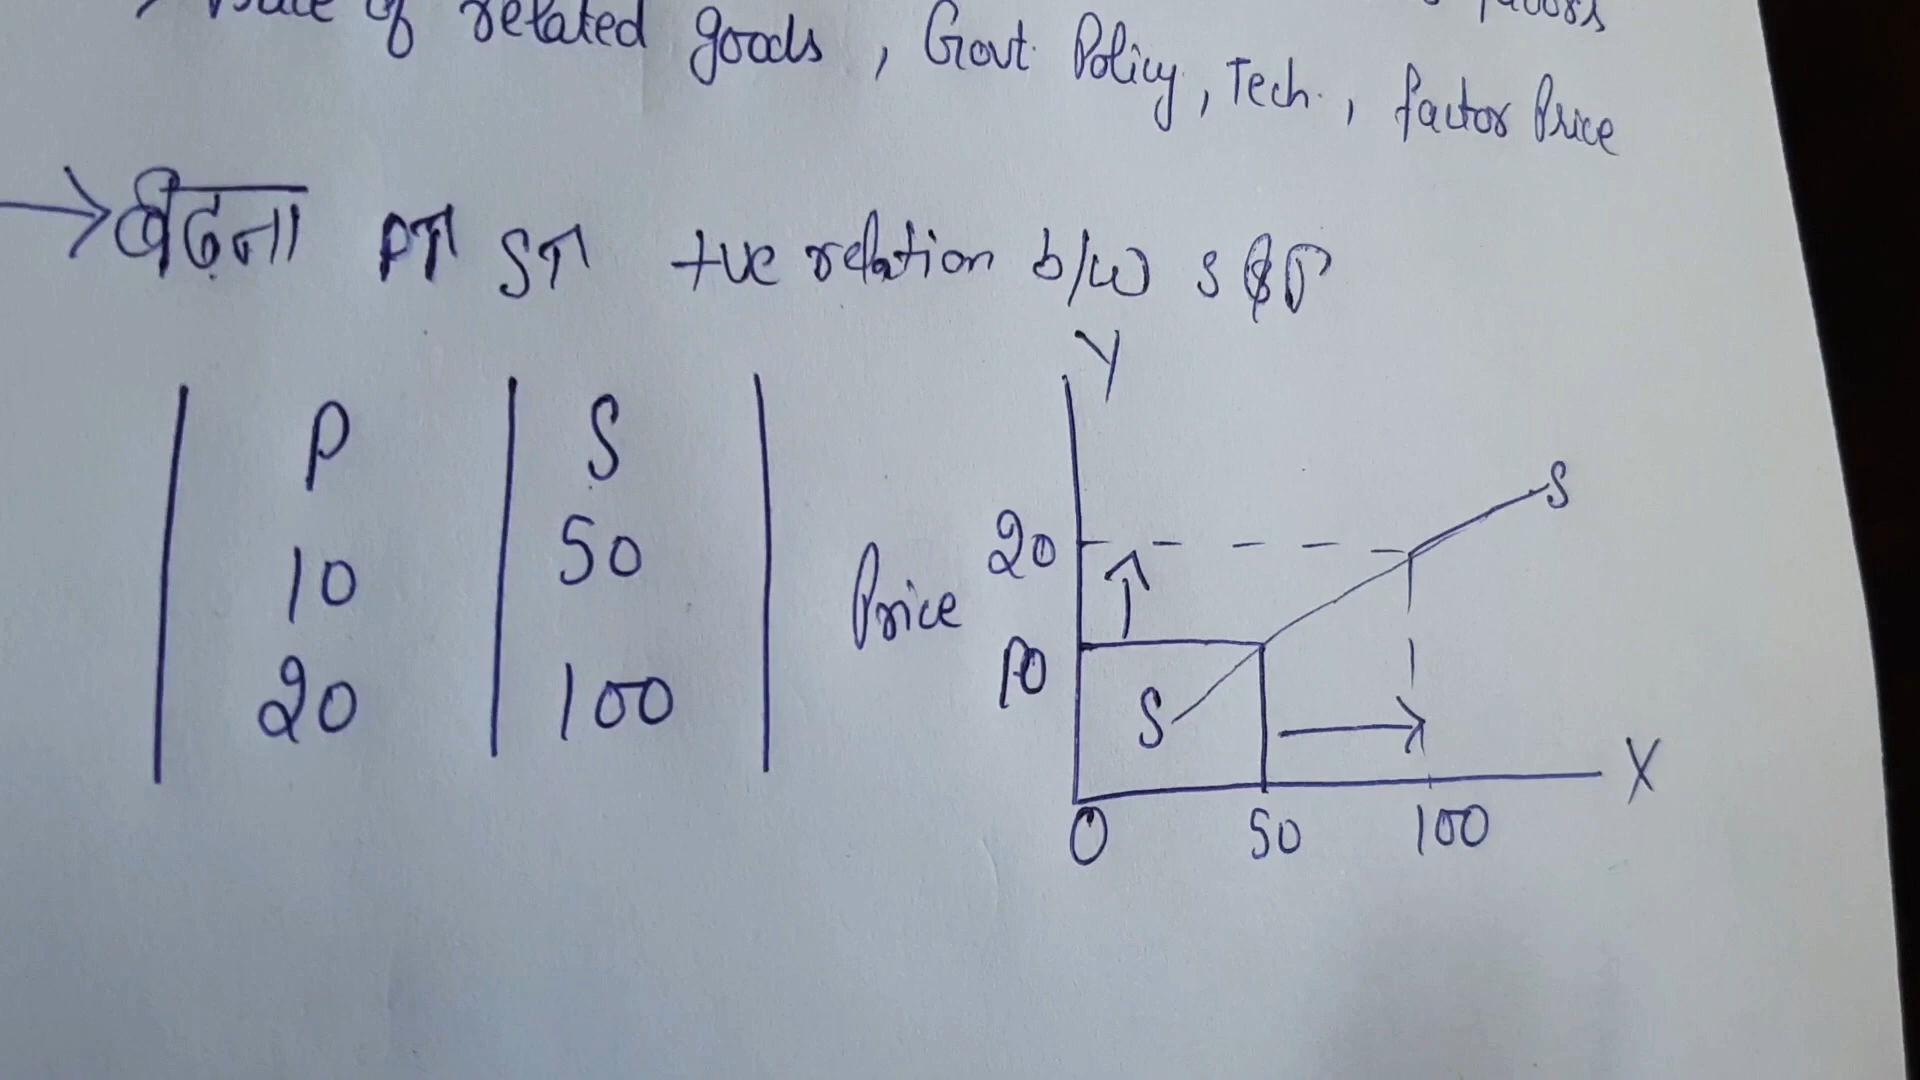 of related goods, Govt. Policy, Tech., factor Price
→ बेढना P↑ S↑ +ve relation b/w S & P
P S
10 50
20 100
Y
Price
20
10
S
S
X
0 50 100